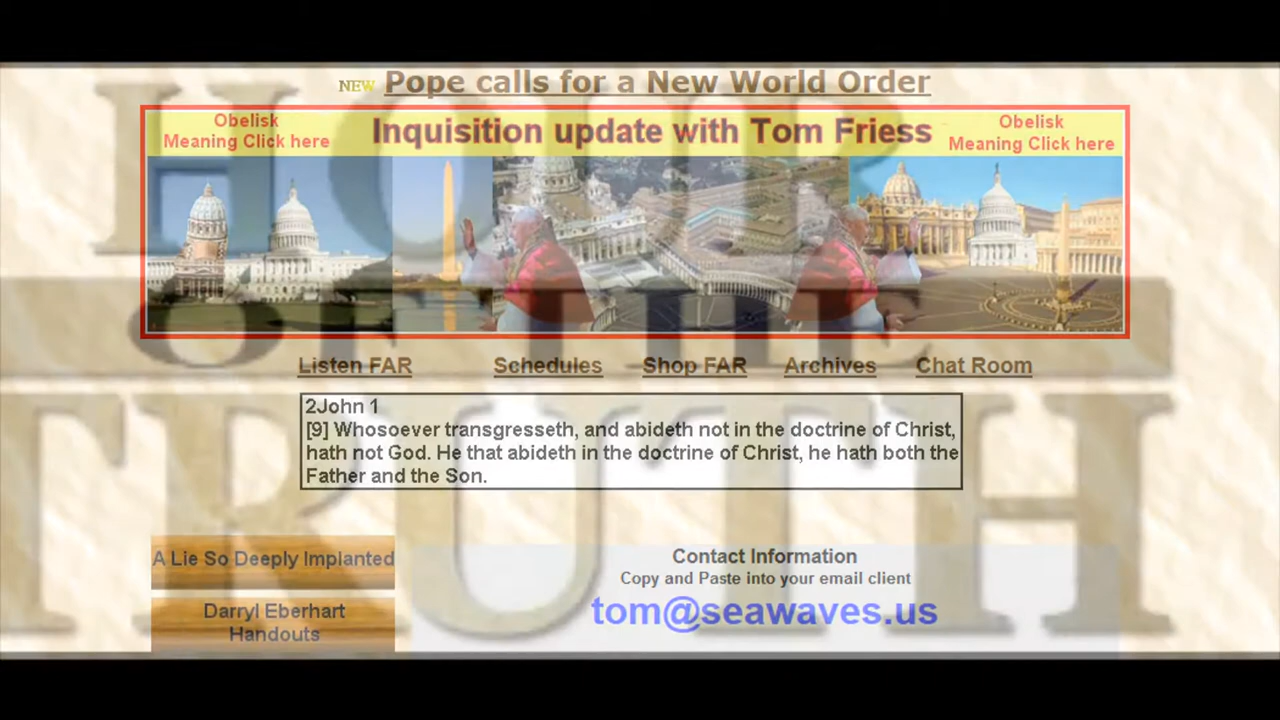 HOUR
OF THE
TRUTH
NEW Pope calls for a New World Order
Obelisk
Meaning Click here
Inquisition update with Tom Friess
Obelisk
Meaning Click here
Listen FAR Schedules Shop FAR Archives Chat Room
2John 1
[9] Whosoever transgresseth, and abideth not in the doctrine of Christ,
hath not God. He that abideth in the doctrine of Christ, he hath both the
Father and the Son.
A Lie So Deeply Implanted
Darryl Eberhart
Handouts
Contact Information
Copy and Paste into your email client
tom@seawaves.us